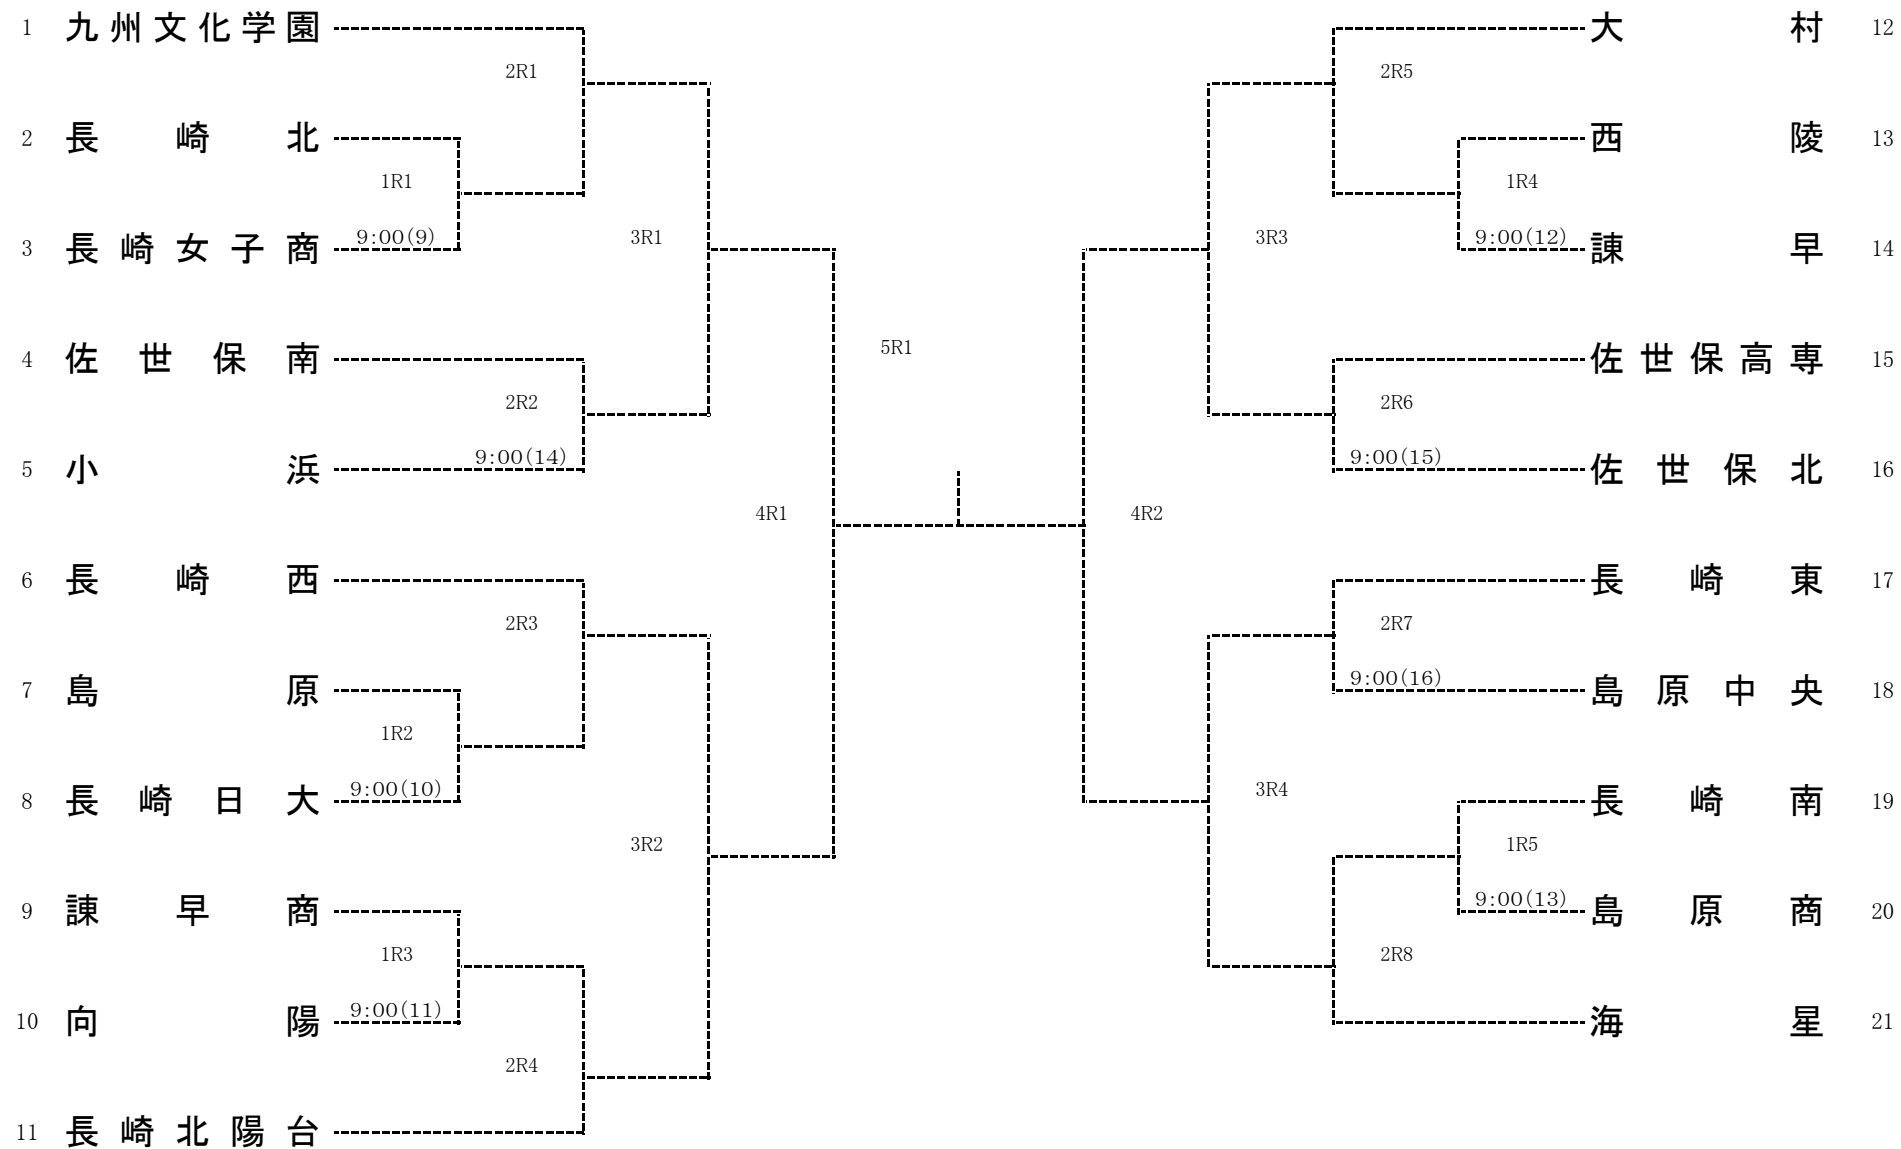 1 九州文化学園
2R1
2 長崎北
1R1
3 長崎女子商 9:00(9)
3R1
4 佐世保南
2R2
5 小浜 9:00(14)
4R1
6 長崎西
2R3
7 島原
1R2
8 長崎日大 9:00(10)
3R2
9 諫早商
1R3
10 向陽 9:00(11)
2R4
11 長崎北陽台
5R1
大村 12
2R5
西陵 13
1R4
9:00(12) 諫早 14
3R3
佐世保高専 15
2R6
9:00(15) 佐世保北 16
4R2
長崎東 17
2R7
9:00(16) 島原中央 18
3R4
長崎南 19
1R5
9:00(13) 島原商 20
2R8
海星 21